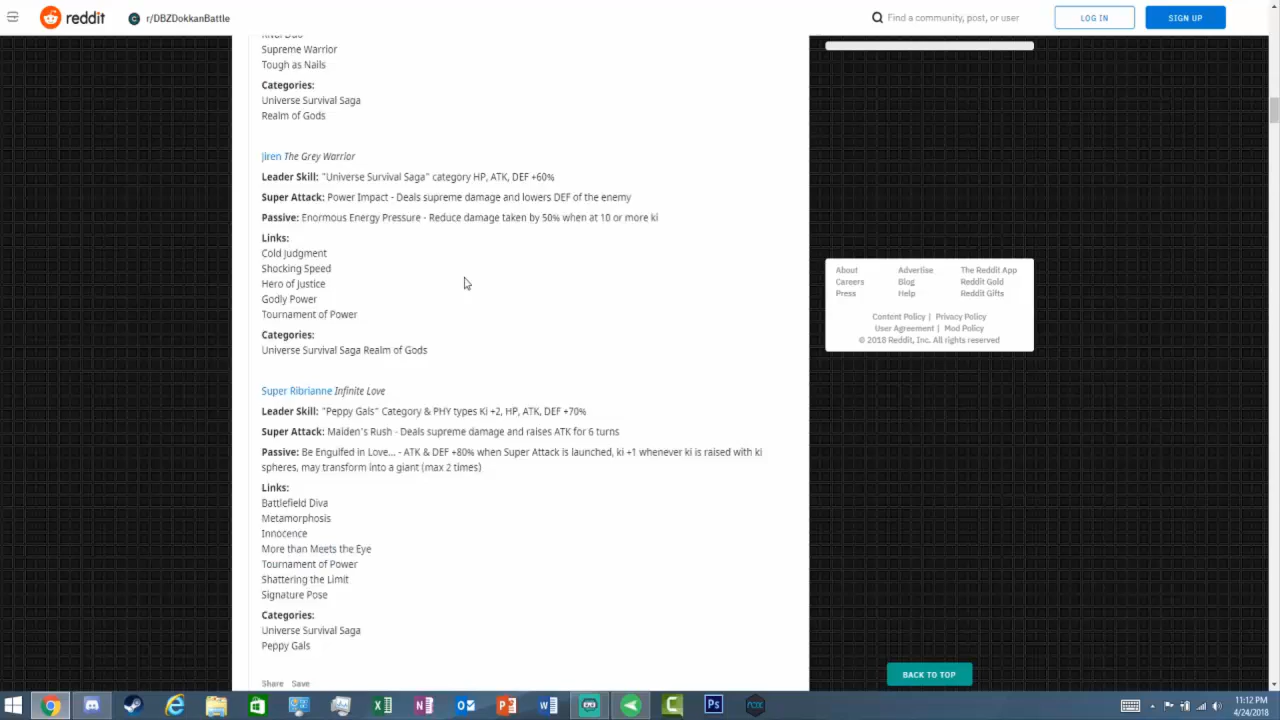 reddit
r/DBZDokkanBattle
Find a community, post, or user
LOG IN
SIGN UP
Supreme Warrior
Tough as Nails
Categories:
Universe Survival Saga
Realm of Gods
Jiren The Grey Warrior
Leader Skill: "Universe Survival Saga" category HP, ATK, DEF +60%
Super Attack: Power Impact - Deals supreme damage and lowers DEF of the enemy
Passive: Enormous Energy Pressure - Reduce damage taken by 50% when at 10 or more ki
Links:
Cold Judgment
Shocking Speed
Hero of Justice
Godly Power
Tournament of Power
Categories:
Universe Survival Saga Realm of Gods
Super Ribrianne Infinite Love
Leader Skill: "Peppy Gals" Category & PHY types Ki +2, HP, ATK, DEF +70%
Super Attack: Maiden's Rush - Deals supreme damage and raises ATK for 6 turns
Passive: Be Engulfed in Love... - ATK & DEF +80% when Super Attack is launched, ki +1 whenever ki is raised with ki
spheres, may transform into a giant (max 2 times)
Links:
Battlefield Diva
Metamorphosis
Innocence
More than Meets the Eye
Tournament of Power
Shattering the Limit
Signature Pose
Categories:
Universe Survival Saga
Peppy Gals
Share Save
About Advertise The Reddit App
Careers Blog Reddit Gold
Press Help Reddit Gifts
Content Policy | Privacy Policy
User Agreement | Mod Policy
© 2018 Reddit, Inc. All rights reserved
BACK TO TOP
11:12 PM
4/24/2018